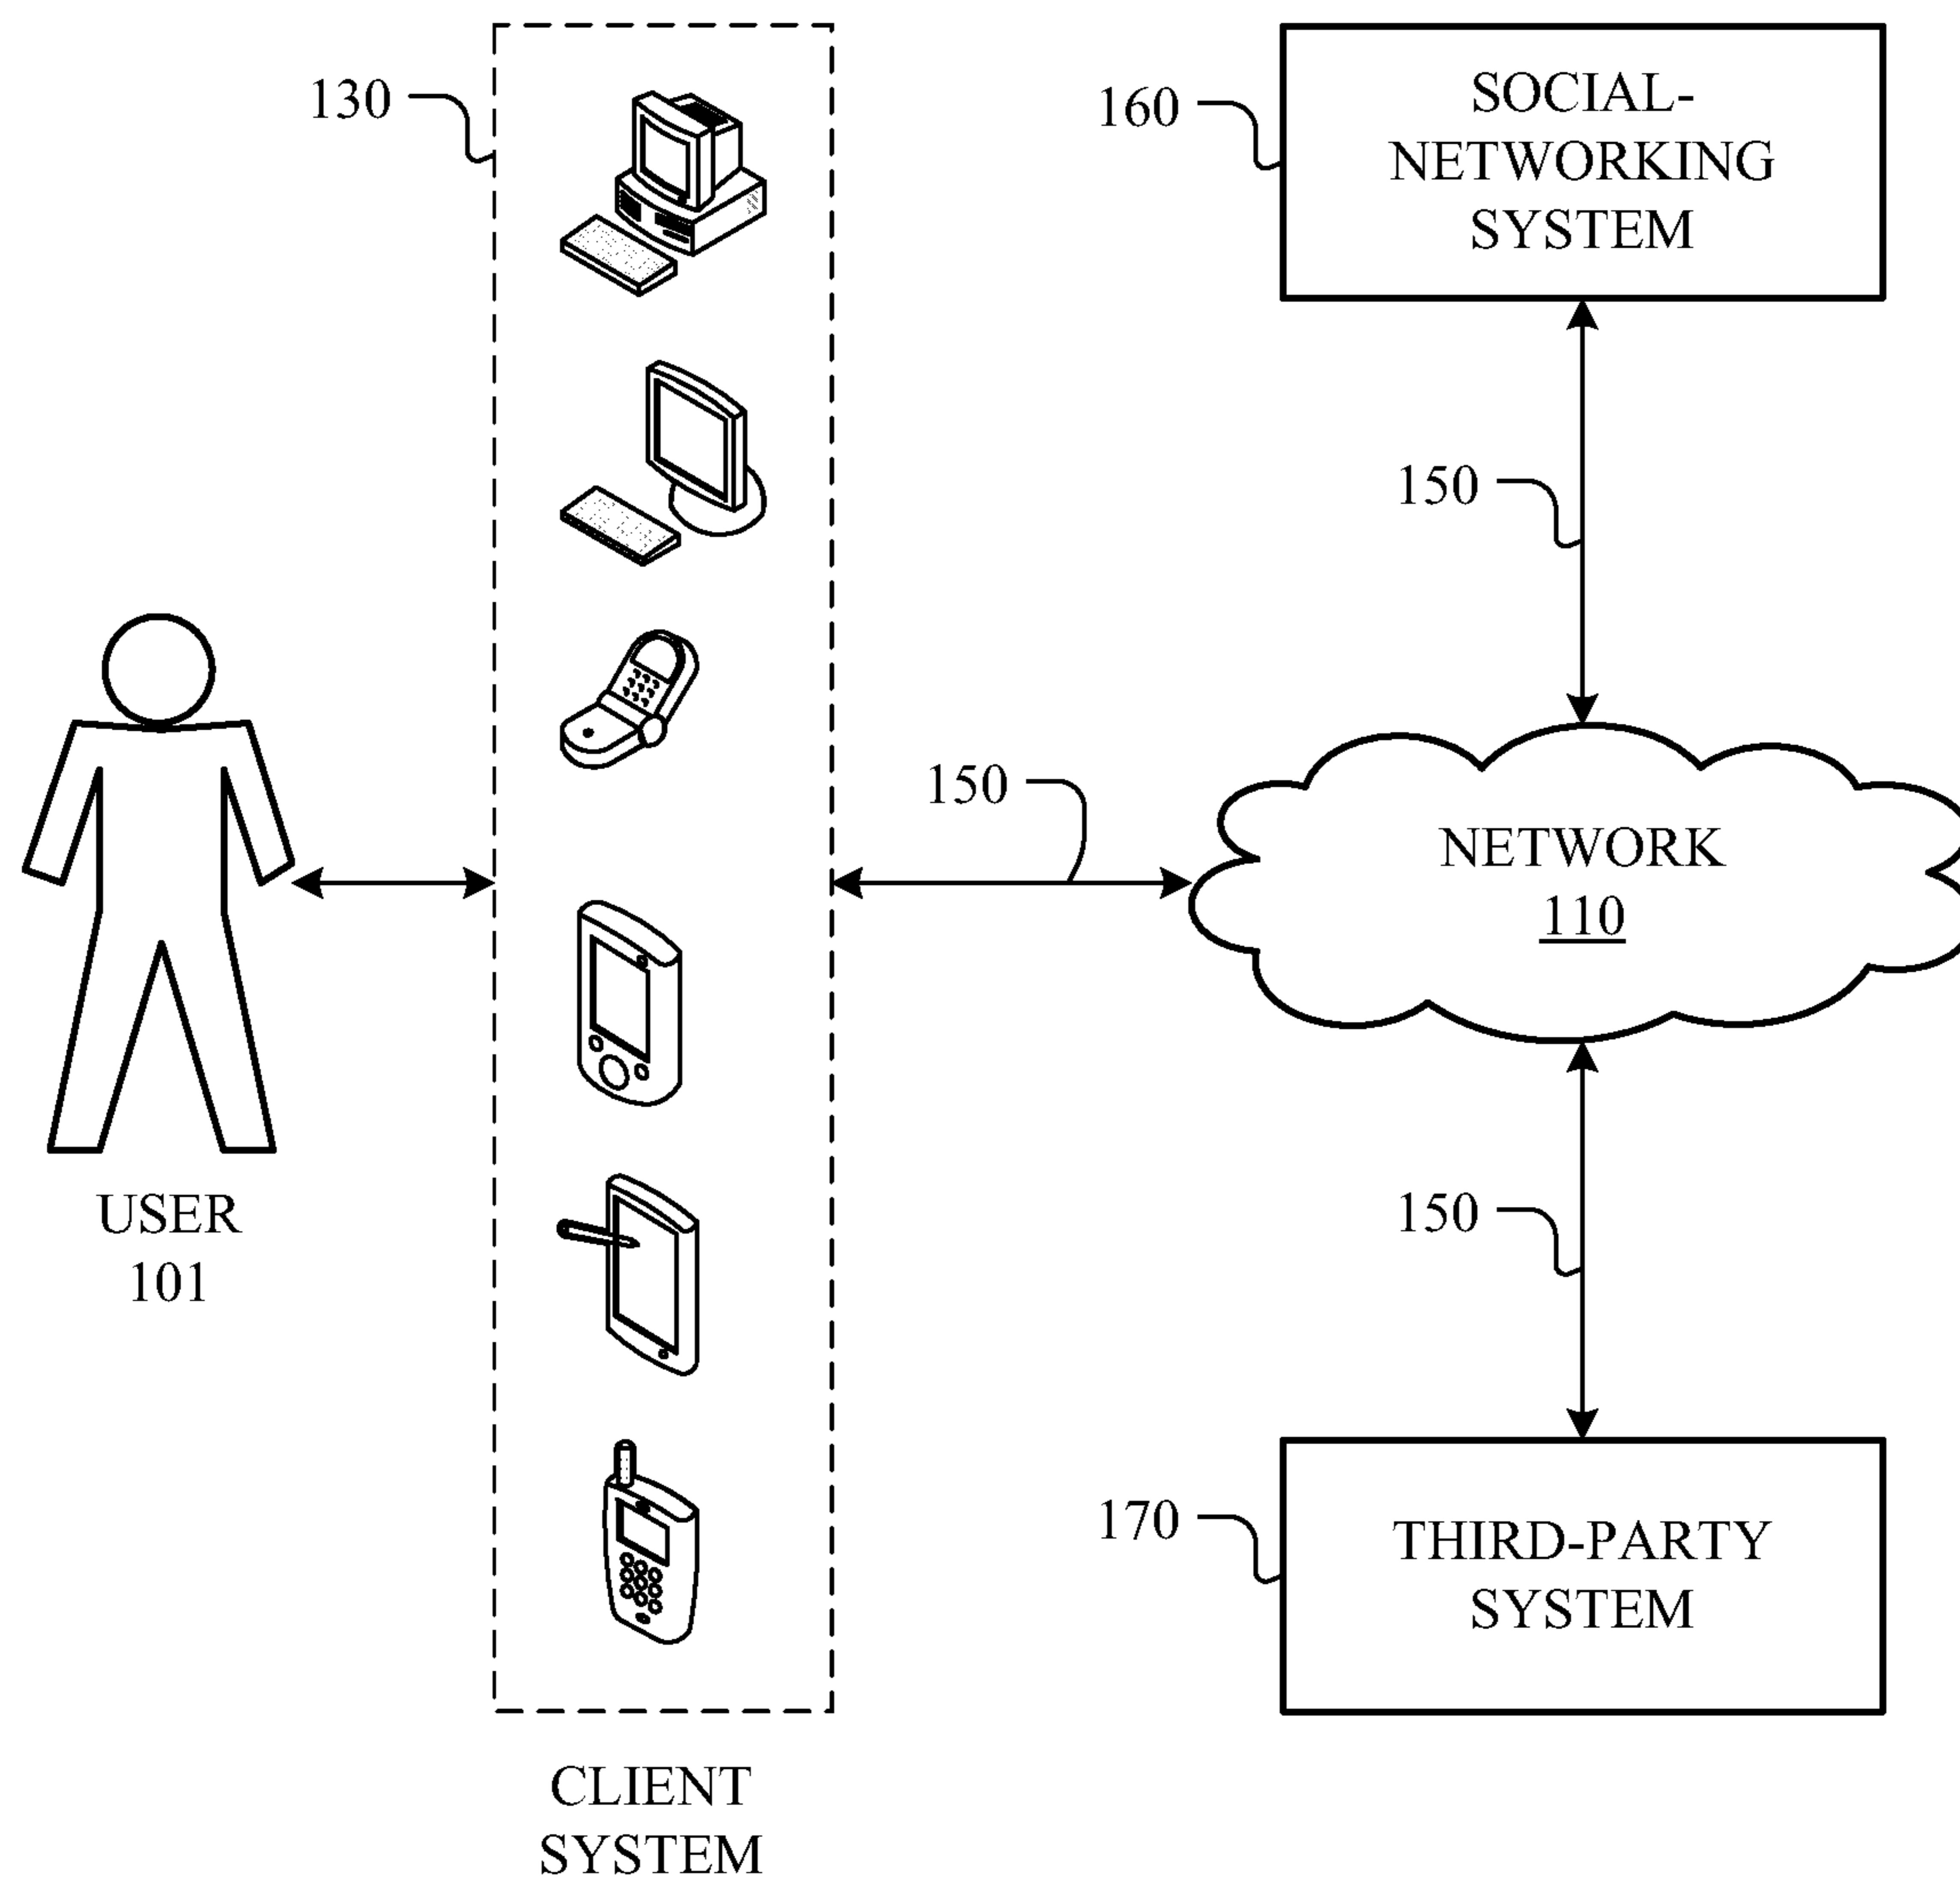 130
160
SOCIAL-
NETWORKING
SYSTEM
150
150
NETWORK
110
USER
101
150
170
THIRD-PARTY
SYSTEM
CLIENT
SYSTEM